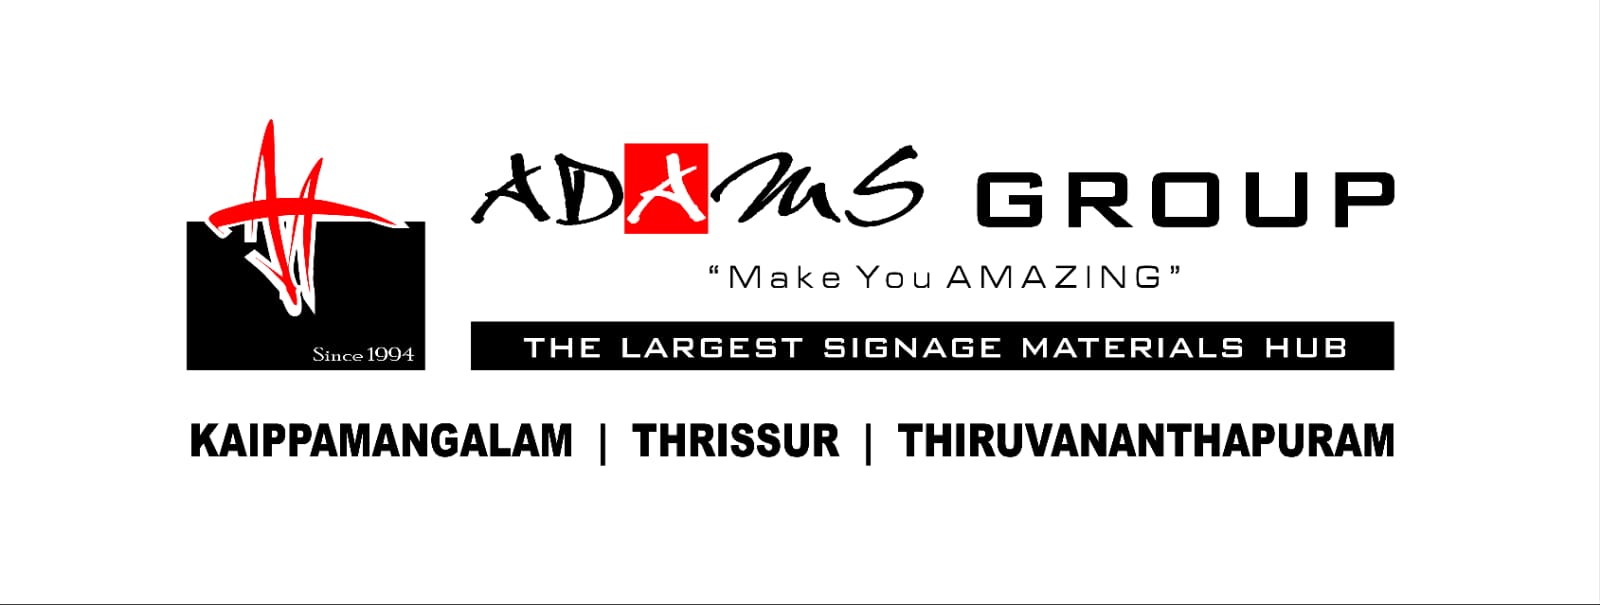 ADAMS GROUP
“Make You AMAZING”
Since 1994
THE LARGEST SIGNAGE MATERIALS HUB
KAIPPAMANGALAM | THRISSUR | THIRUVANANTHAPURAM